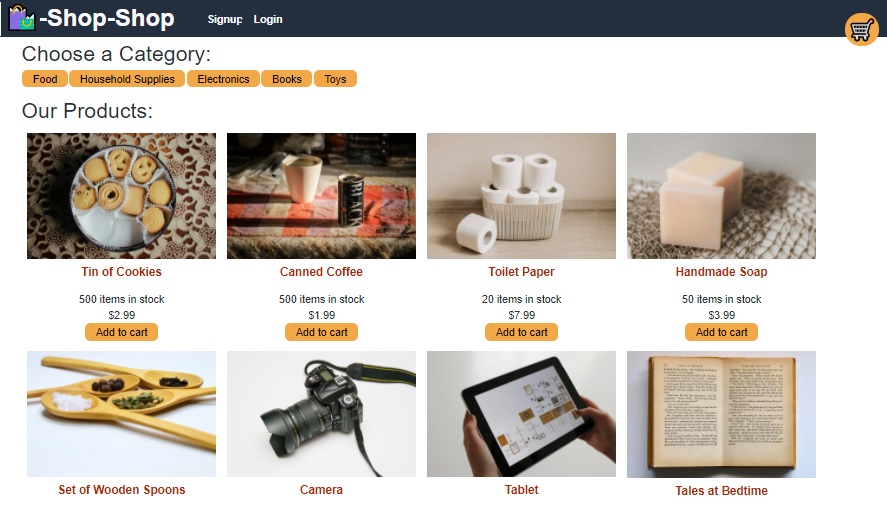 -Shop-Shop
Signup Login
Choose a Category:
Food Household Supplies Electronics Books Toys
Our Products:
BLACK
Tin of Cookies Canned Coffee Toilet Paper Handmade Soap
500 items in stock 500 items in stock 20 items in stock 50 items in stock
$2.99 $1.99 $7.99 $3.99
Add to cart Add to cart Add to cart Add to cart
Set of Wooden Spoons Camera Tablet Tales at Bedtime